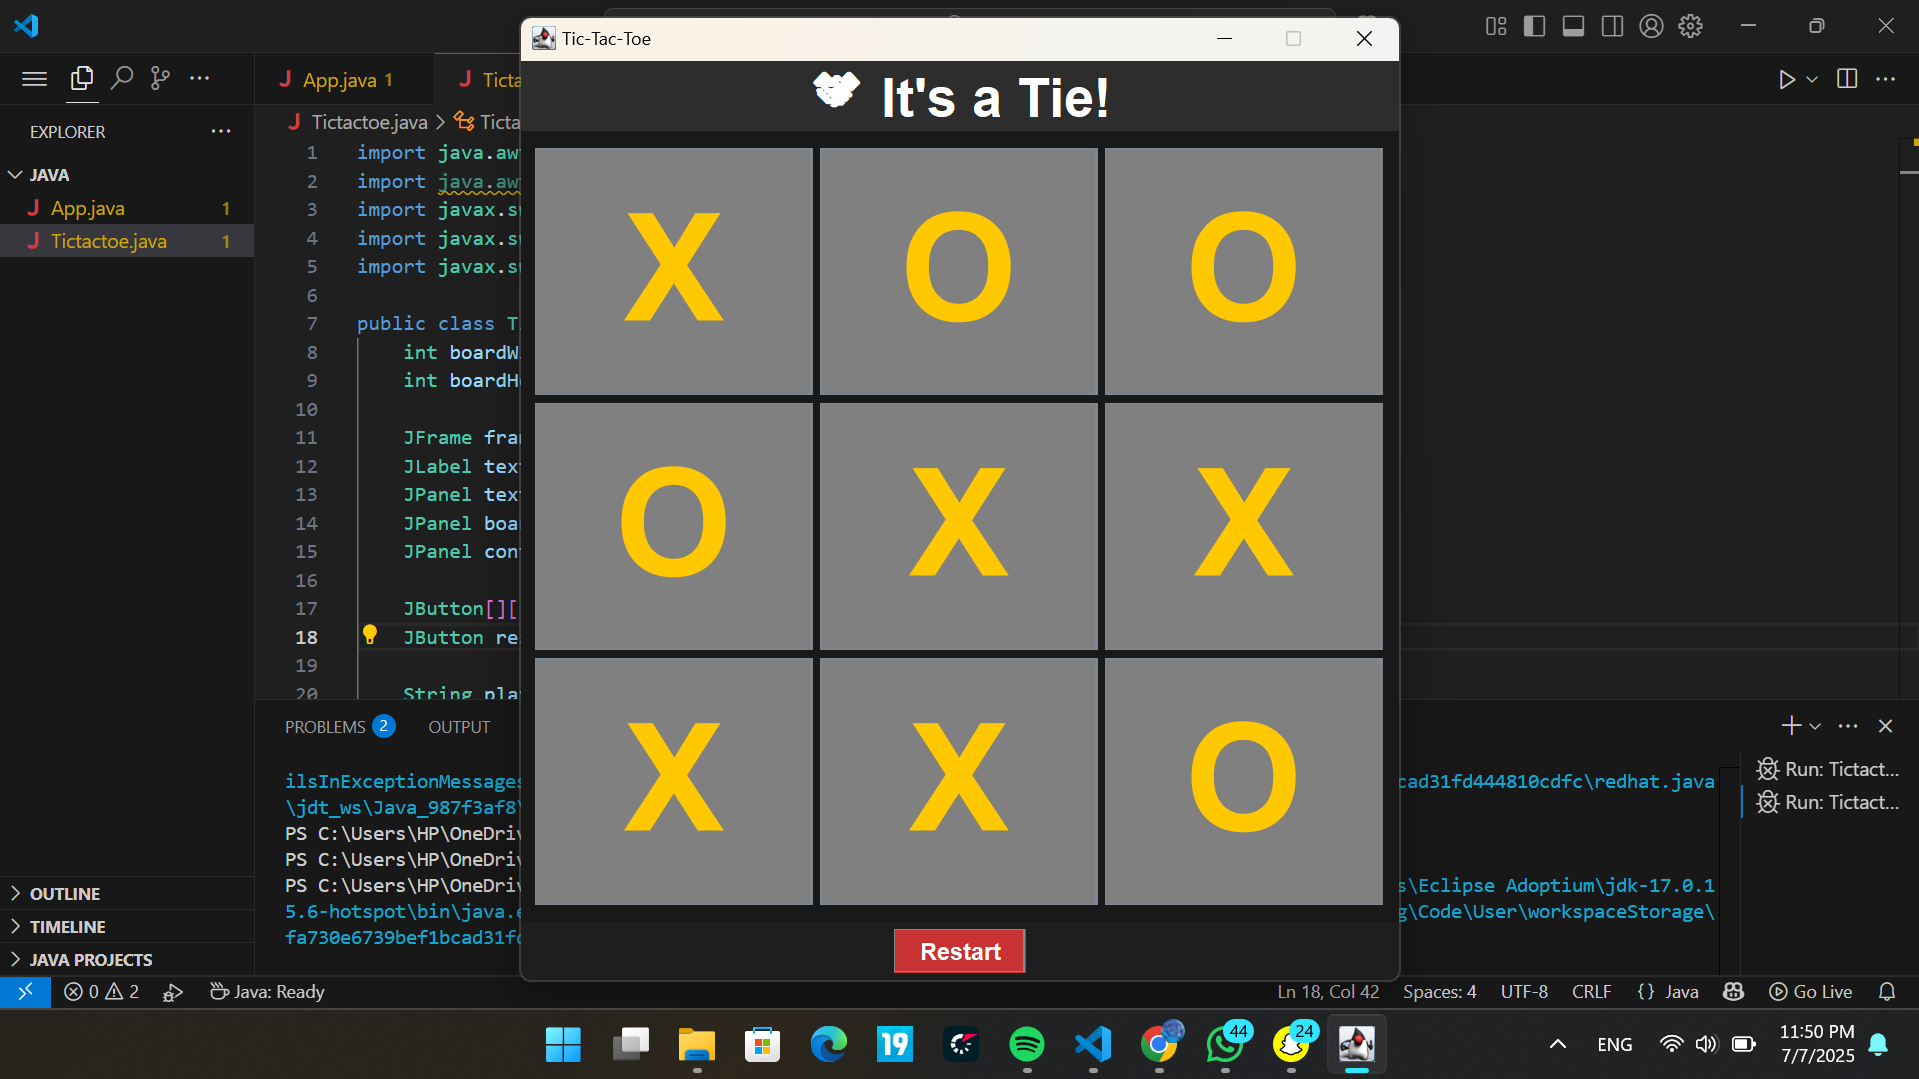 Tic-Tac-Toe
App.java 1
Ticta
It's a Tie!
EXPLORER
Tictactoe.java > Ticta
JAVA
App.java 1
Tictactoe.java 1
1 import java.aw
2 import java.aw
3 import javax.s
4 import javax.s
5 import javax.s
6
7 public class T
8 int boardW
9 int boardH
10
11 JFrame fra
12 JLabel tex
13 JPanel tex
14 JPanel boa
15 JPanel con
16
17 JButton[][
18 JButton re
19
20 String pla
X O O
O X X
X X O
Restart
PROBLEMS 2 OUTPUT
ilsInExceptionMessages
cad31fd444810cdfc\redhat.java
\jdt_ws\Java_987f3af8\
PS C:\Users\HP\OneDriv
PS C:\Users\HP\OneDriv
PS C:\Users\HP\OneDriv
s\Eclipse Adoptium\jdk-17.0.1
5.6-hotspot\bin\java.e
g\Code\User\workspaceStorage\
fa730e6739bef1bcad31fd
Run: Tictact...
Run: Tictact...
OUTLINE
TIMELINE
JAVA PROJECTS
0 2 Java: Ready
Ln 18, Col 42 Spaces: 4 UTF-8 CRLF {} Java Go Live
19
44
24
ENG
11:50 PM
7/7/2025